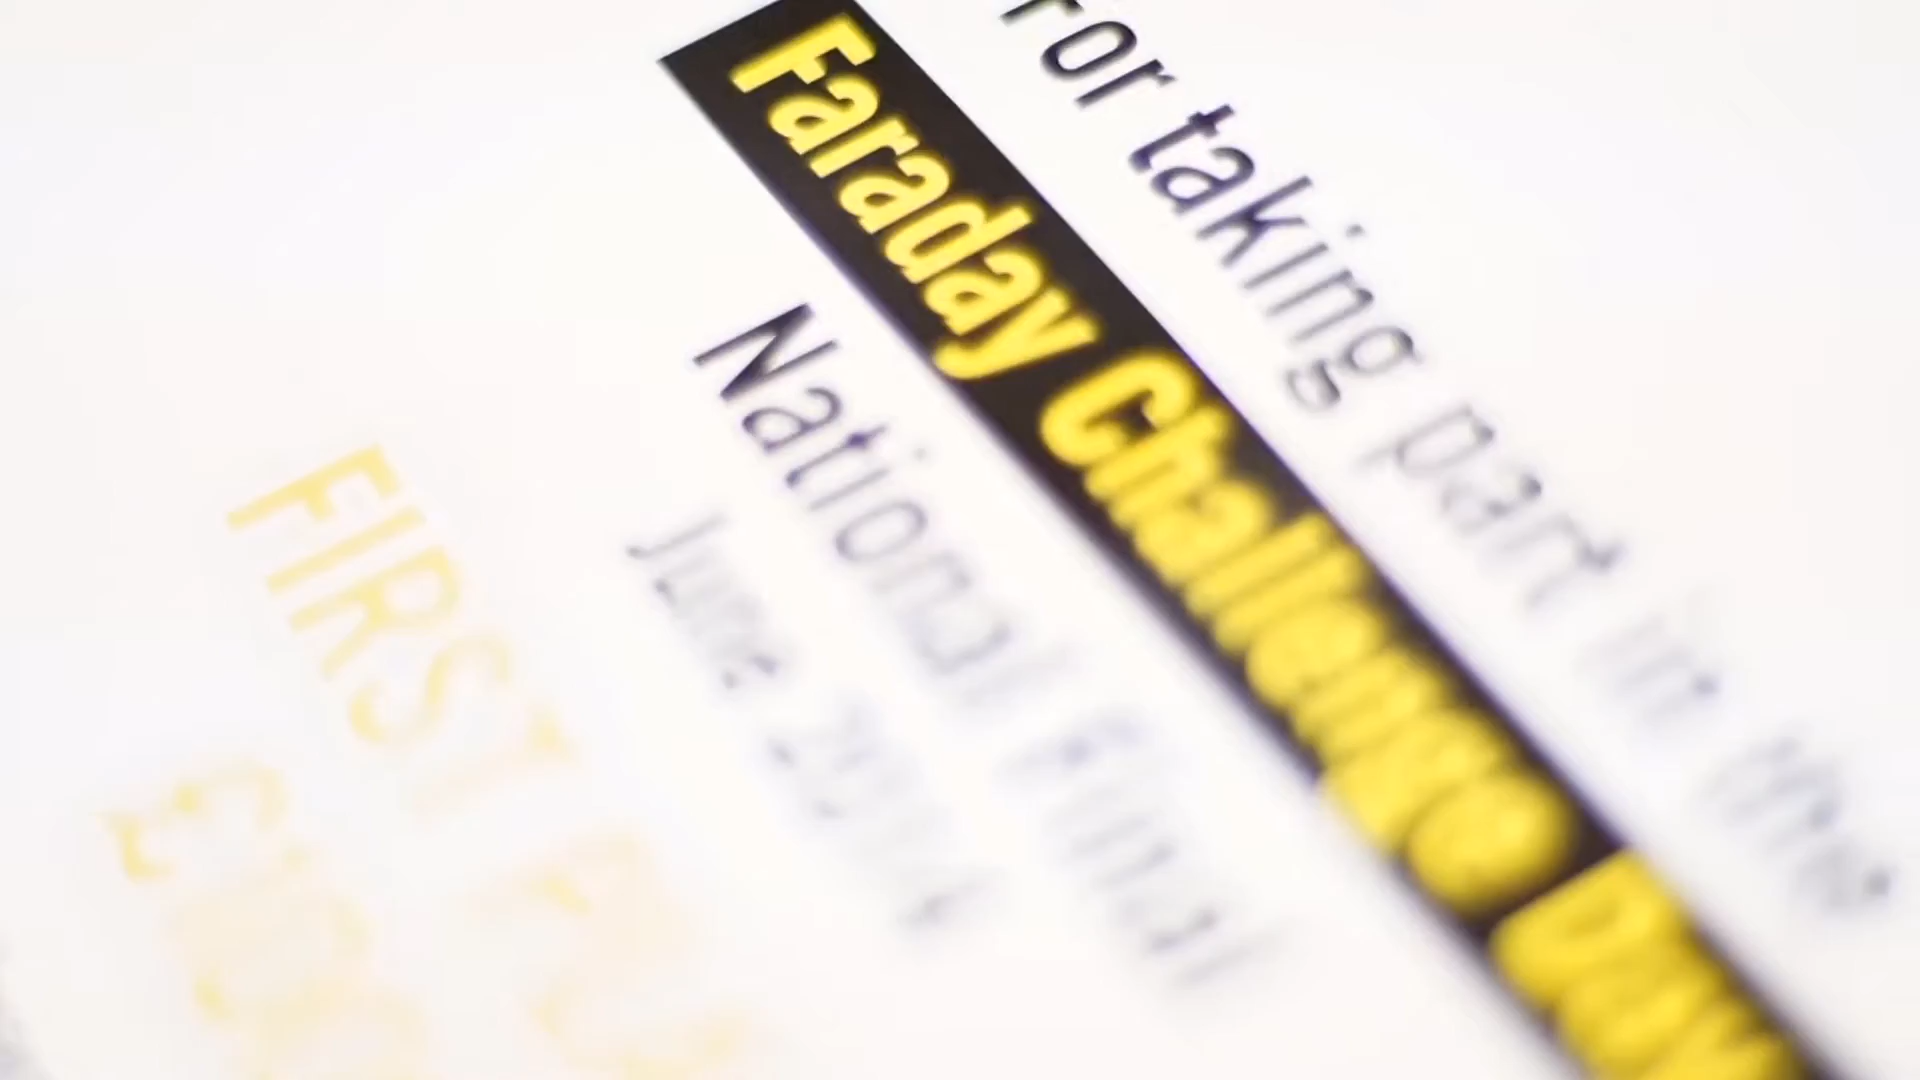 for taking part in the
Faraday Challenge Day
National Final
June 2014
FIRST